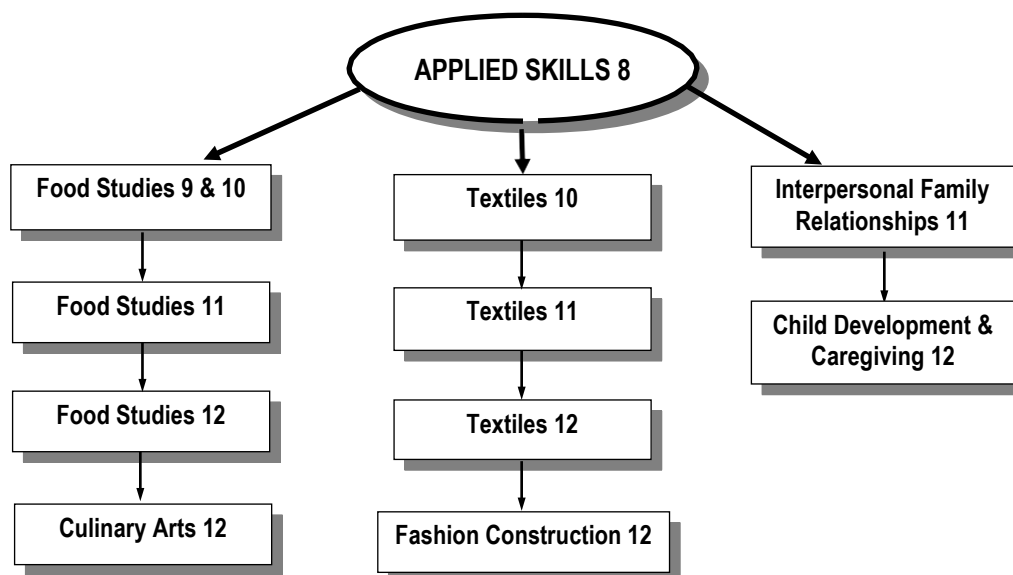 APPLIED SKILLS 8
Food Studies 9 & 10
Food Studies 11
Food Studies 12
Culinary Arts 12
Textiles 10
Textiles 11
Textiles 12
Fashion Construction 12
Interpersonal Family
Relationships 11
Child Development &
Caregiving 12